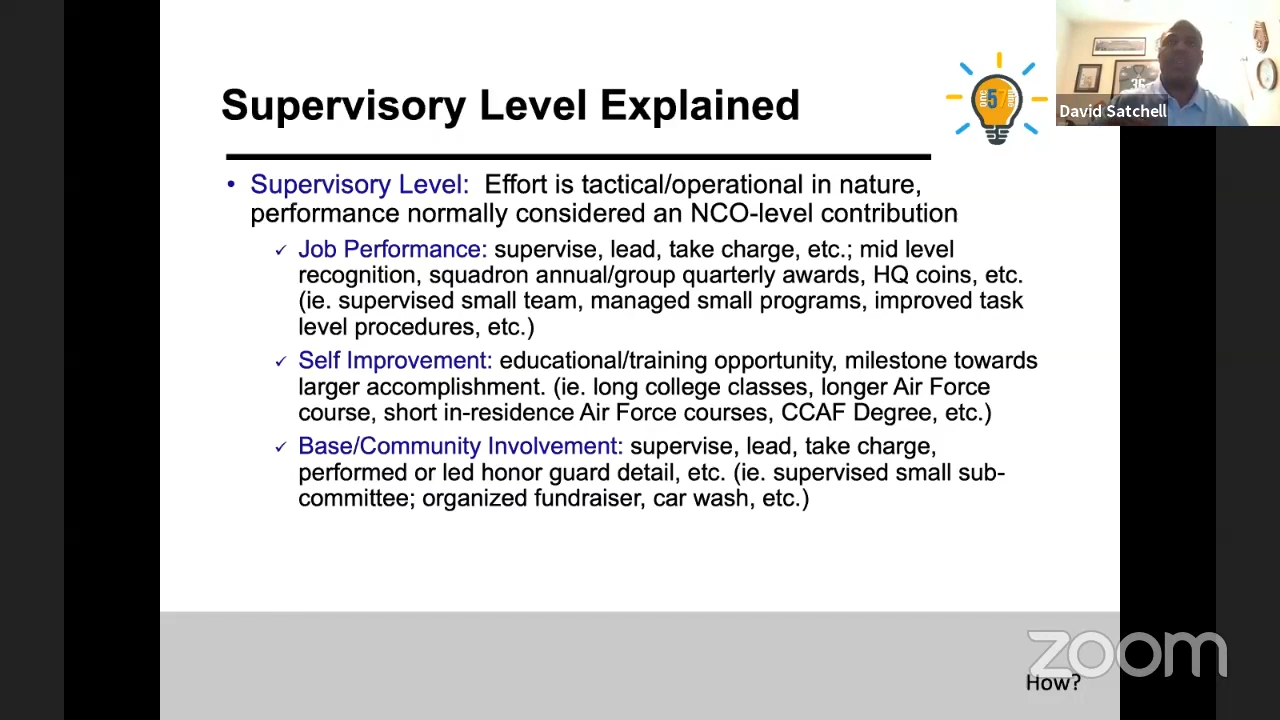 Supervisory Level Explained
one 5/7 nine
36
David Satchell
• Supervisory Level: Effort is tactical/operational in nature,
performance normally considered an NCO-level contribution
✓ Job Performance: supervise, lead, take charge, etc.; mid level
recognition, squadron annual/group quarterly awards, HQ coins, etc.
(ie. supervised small team, managed small programs, improved task
level procedures, etc.)
✓ Self Improvement: educational/training opportunity, milestone towards
larger accomplishment. (ie. long college classes, longer Air Force
course, short in-residence Air Force courses, CCAF Degree, etc.)
✓ Base/Community Involvement: supervise, lead, take charge,
performed or led honor guard detail, etc. (ie. supervised small sub-
committee; organized fundraiser, car wash, etc.)
zoom
How?